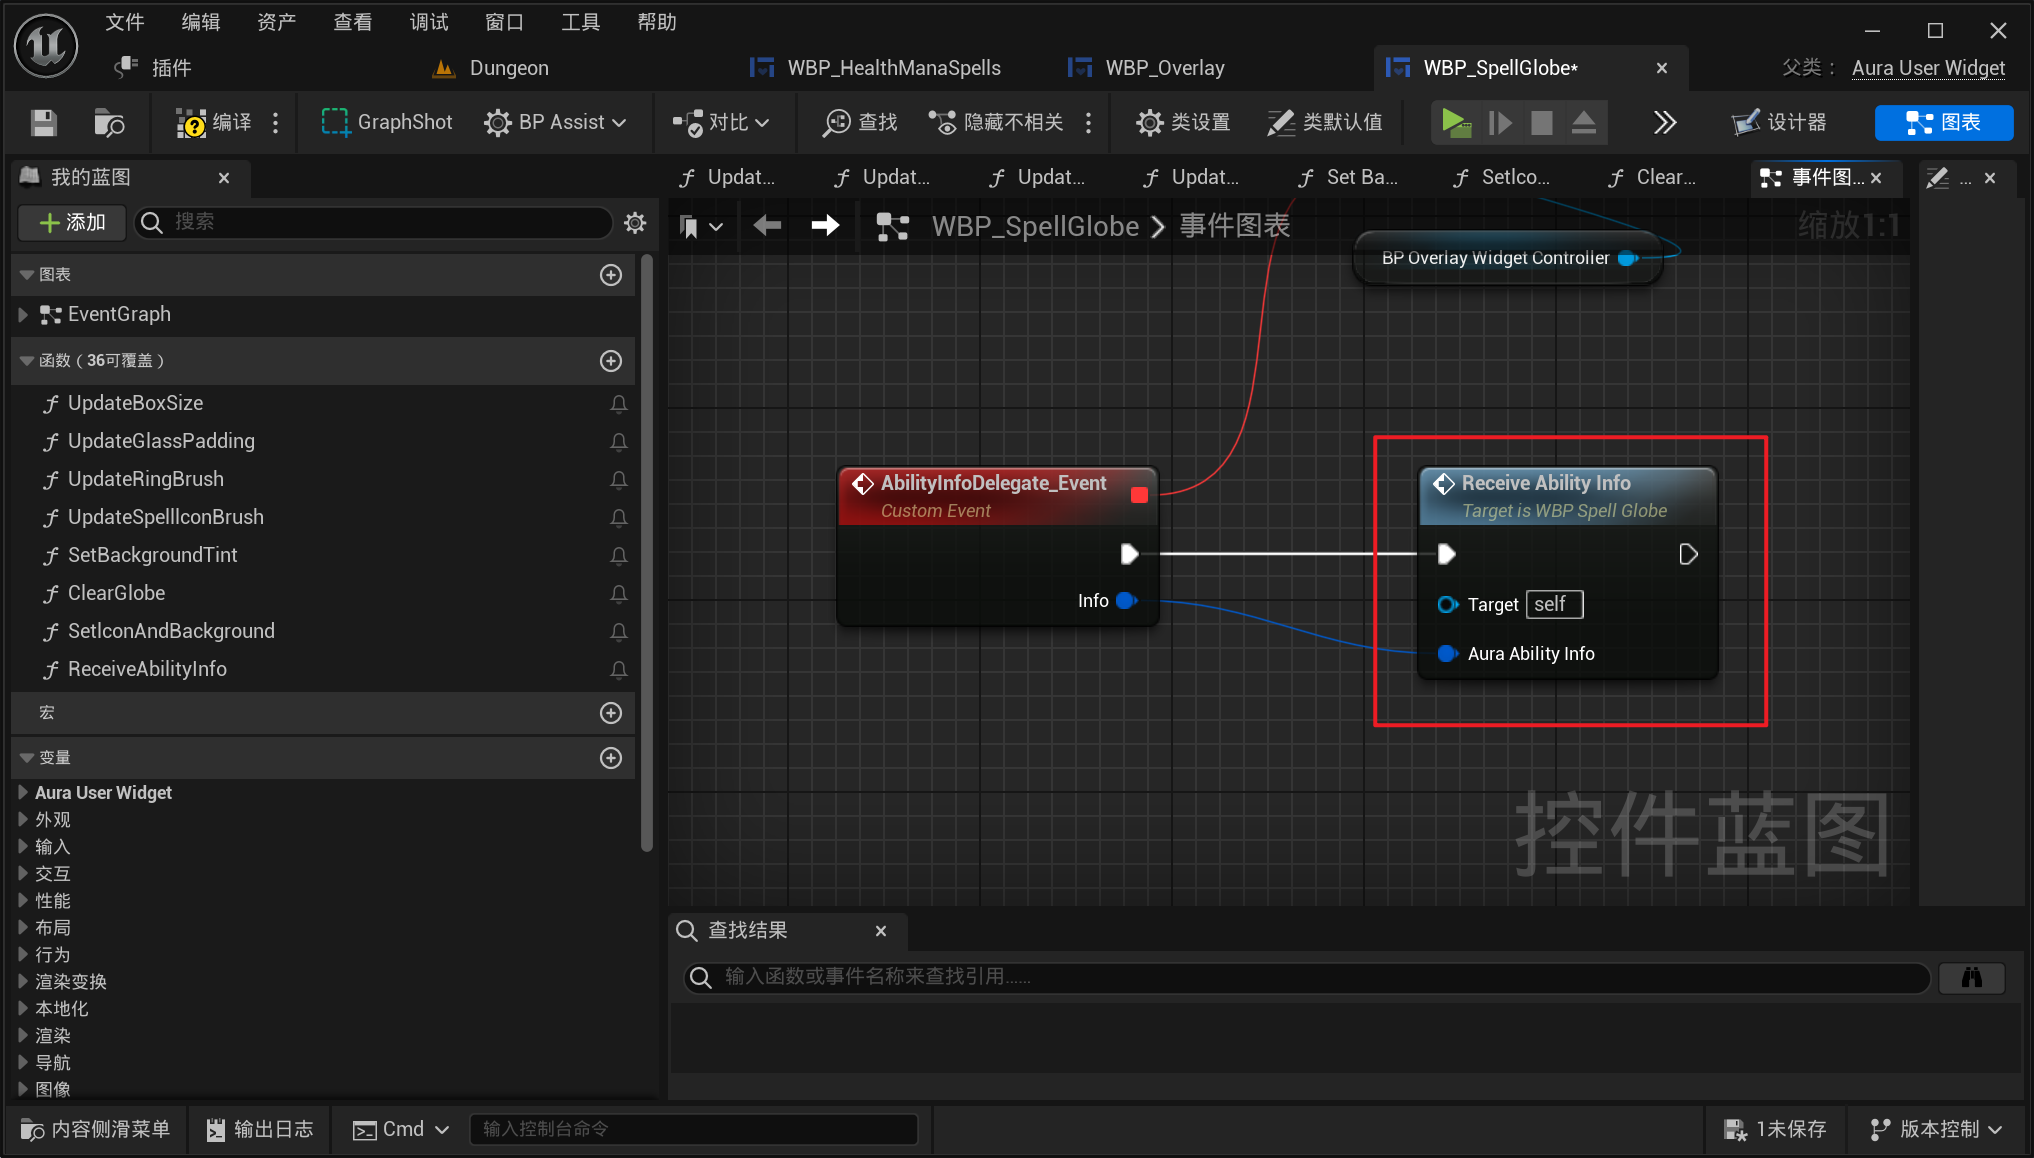 文件 编辑 资产 查看 调试 窗口 工具 帮助
插件 Dungeon WBP_HealthManaSpells WBP_Overlay WBP_SpellGlobe* 父类： Aura User Widget
编译 GraphShot BP Assist 对比 查找 隐藏不相关 类设置 类默认值 设计器 图表
我的蓝图
Updat... Updat... Updat... Updat... Set Ba... SetIco... Clear... 事件图... ...
添加 搜索
WBP_SpellGlobe 事件图表 缩放1:1
BP Overlay Widget Controller
图表
EventGraph
函数（36可覆盖）
UpdateBoxSize
UpdateGlassPadding
UpdateRingBrush
UpdateSpellIconBrush
SetBackgroundTint
ClearGlobe
SetIconAndBackground
ReceiveAbilityInfo
宏
变量
Aura User Widget
外观
输入
交互
性能
布局
行为
渲染变换
本地化
渲染
导航
图像
AbilityInfoDelegate_Event
Custom Event
Info
Receive Ability Info
Target is WBP Spell Globe
Target self
Aura Ability Info
控件蓝图
查找结果
输入函数或事件名称来查找引用......
内容侧滑菜单 输出日志 Cmd 输入控制台命令 1未保存 版本控制